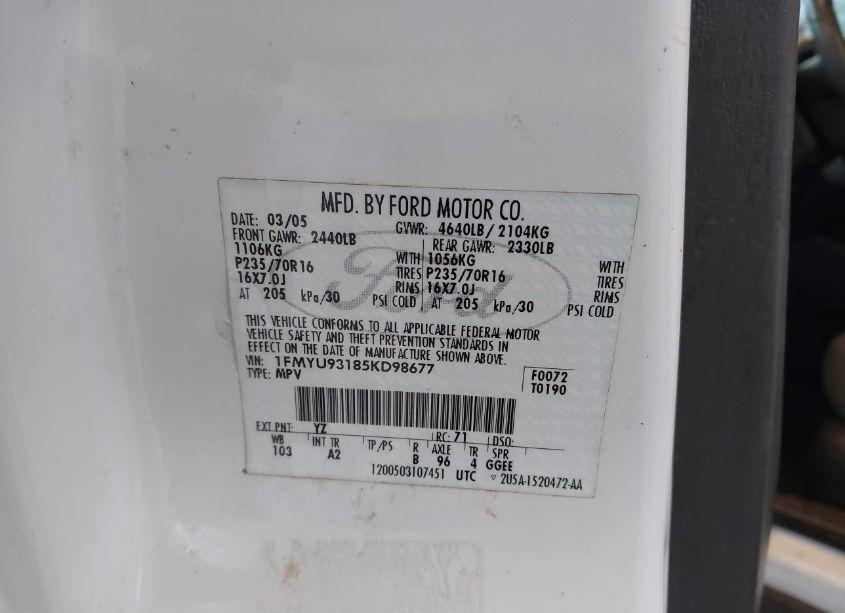 MFD. BY FORD MOTOR CO.
DATE: 03/05 GVWR: 4640LB/ 2104KG
FRONT GAWR: 2440LB REAR GAWR: 2330LB
1106KG WITH 1056KG WITH
P235/70R16 TIRES P235/70R16 TIRES
16X7.0J RIMS 16X7.0J RIMS
AT 205 kPa/30 PSI COLD AT 205 kPa/30 PSI COLD
Ford
THIS VEHICLE CONFORMS TO ALL APPLICABLE FEDERAL MOTOR
VEHICLE SAFETY AND THEFT PREVENTION STANDARDS IN
EFFECT ON THE DATE OF MANUFACTURE SHOWN ABOVE.
VIN: 1FMYU93185KD98677
TYPE: MPV
F0072
T0190
EXT PNT: YZ RC: 71 DSO:
WB INT TR TP/PS R AXLE TR SPR
103 A2 B 96 4 GGEE
1200503107451 UTC ▽ 2U5A-1520472-AA